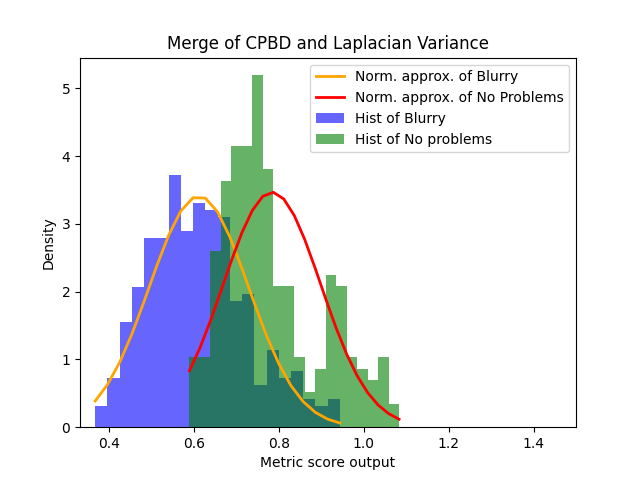 Merge of CPBD and Laplacian Variance
Norm. approx. of Blurry
Norm. approx. of No Problems
Hist of Blurry
Hist of No problems
Density
5
4
3
2
1
0
0.4 0.6 0.8 1.0 1.2 1.4
Metric score output